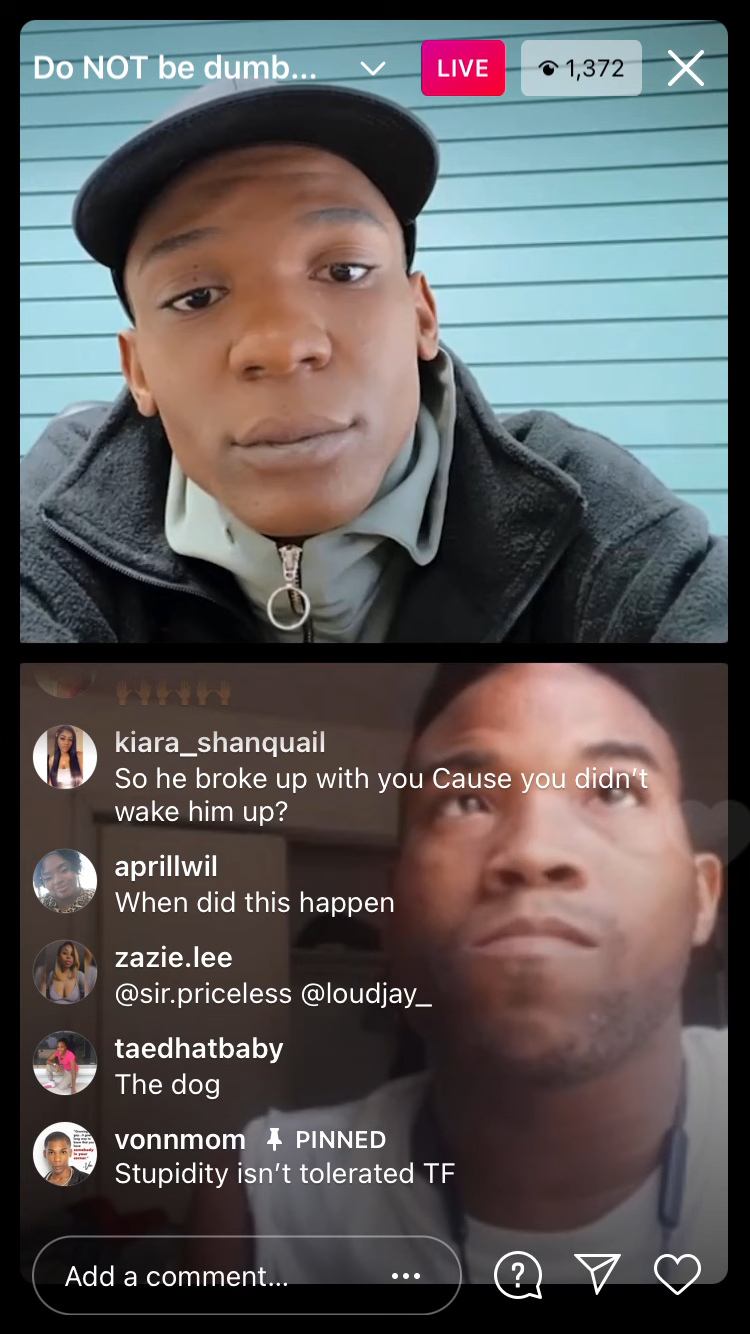 Do NOT be dumb...
LIVE
1,372
kiara_shanquail
So he broke up with you Cause you didn’t
wake him up?
aprillwil
When did this happen
zazie.lee
@sir.priceless @loudjay_
taedhatbaby
The dog
vonnmom PINNED
Stupidity isn’t tolerated TF
Add a comment...